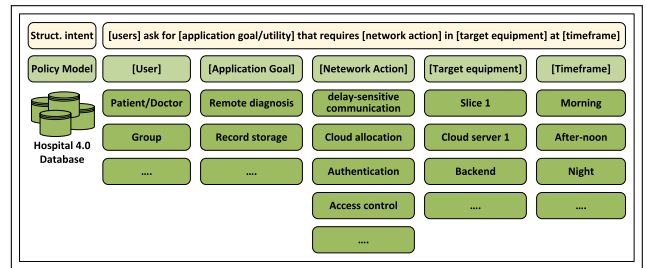 Struct. intent
[users] ask for [application goal/utility] that requires [network action] in [target equipment] at [timeframe]
Policy Model
[User]
[Application Goal]
[Netework Action]
[Target equipment]
[Timeframe]
Patient/Doctor
Remote diagnosis
delay-sensitive
communication
Slice 1
Morning
Hospital 4.0
Database
Group
Record storage
Cloud allocation
Cloud server 1
After-noon
....
....
Authentication
Backend
Night
Access control
....
....
....